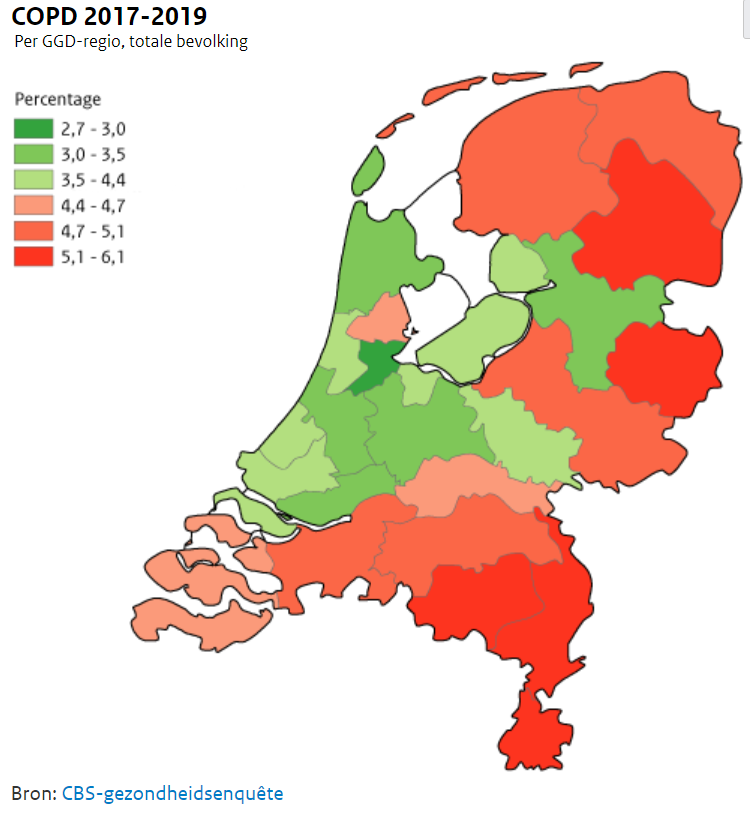 COPD 2017-2019
Per GGD-regio, totale bevolking
Percentage
2,7 - 3,0
3,0 - 3,5
3,5 - 4,4
4,4 - 4,7
4,7 - 5,1
5,1 - 6,1
Bron: CBS-gezondheidsenquête